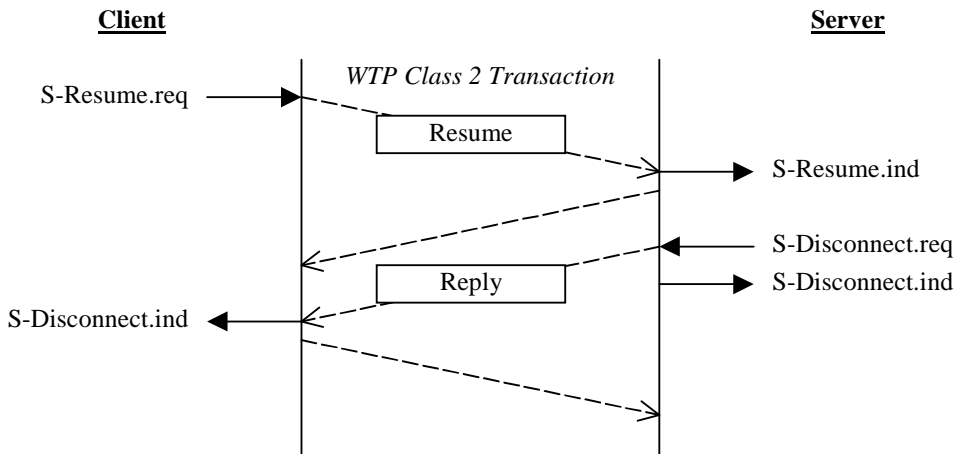 Client
Server
WTP Class 2 Transaction
S-Resume.req
Resume
S-Resume.ind
S-Disconnect.req
Reply
S-Disconnect.ind
S-Disconnect.ind